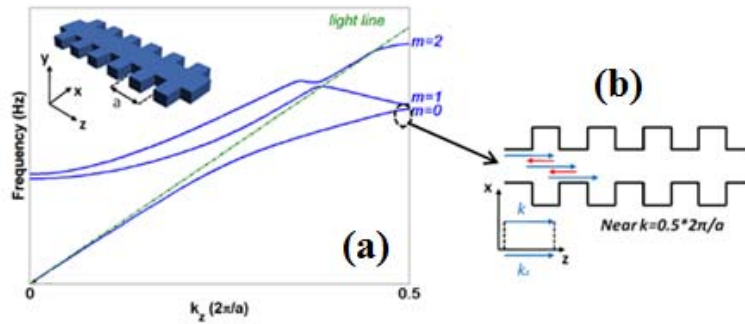 light line
y
x
z
a
m=2
m=1
m=0
Frequency (Hz)
(a)
0
0.5
k_z (2π/a)
(b)
x
k
z
k_z
Near k=0.5*2π/a